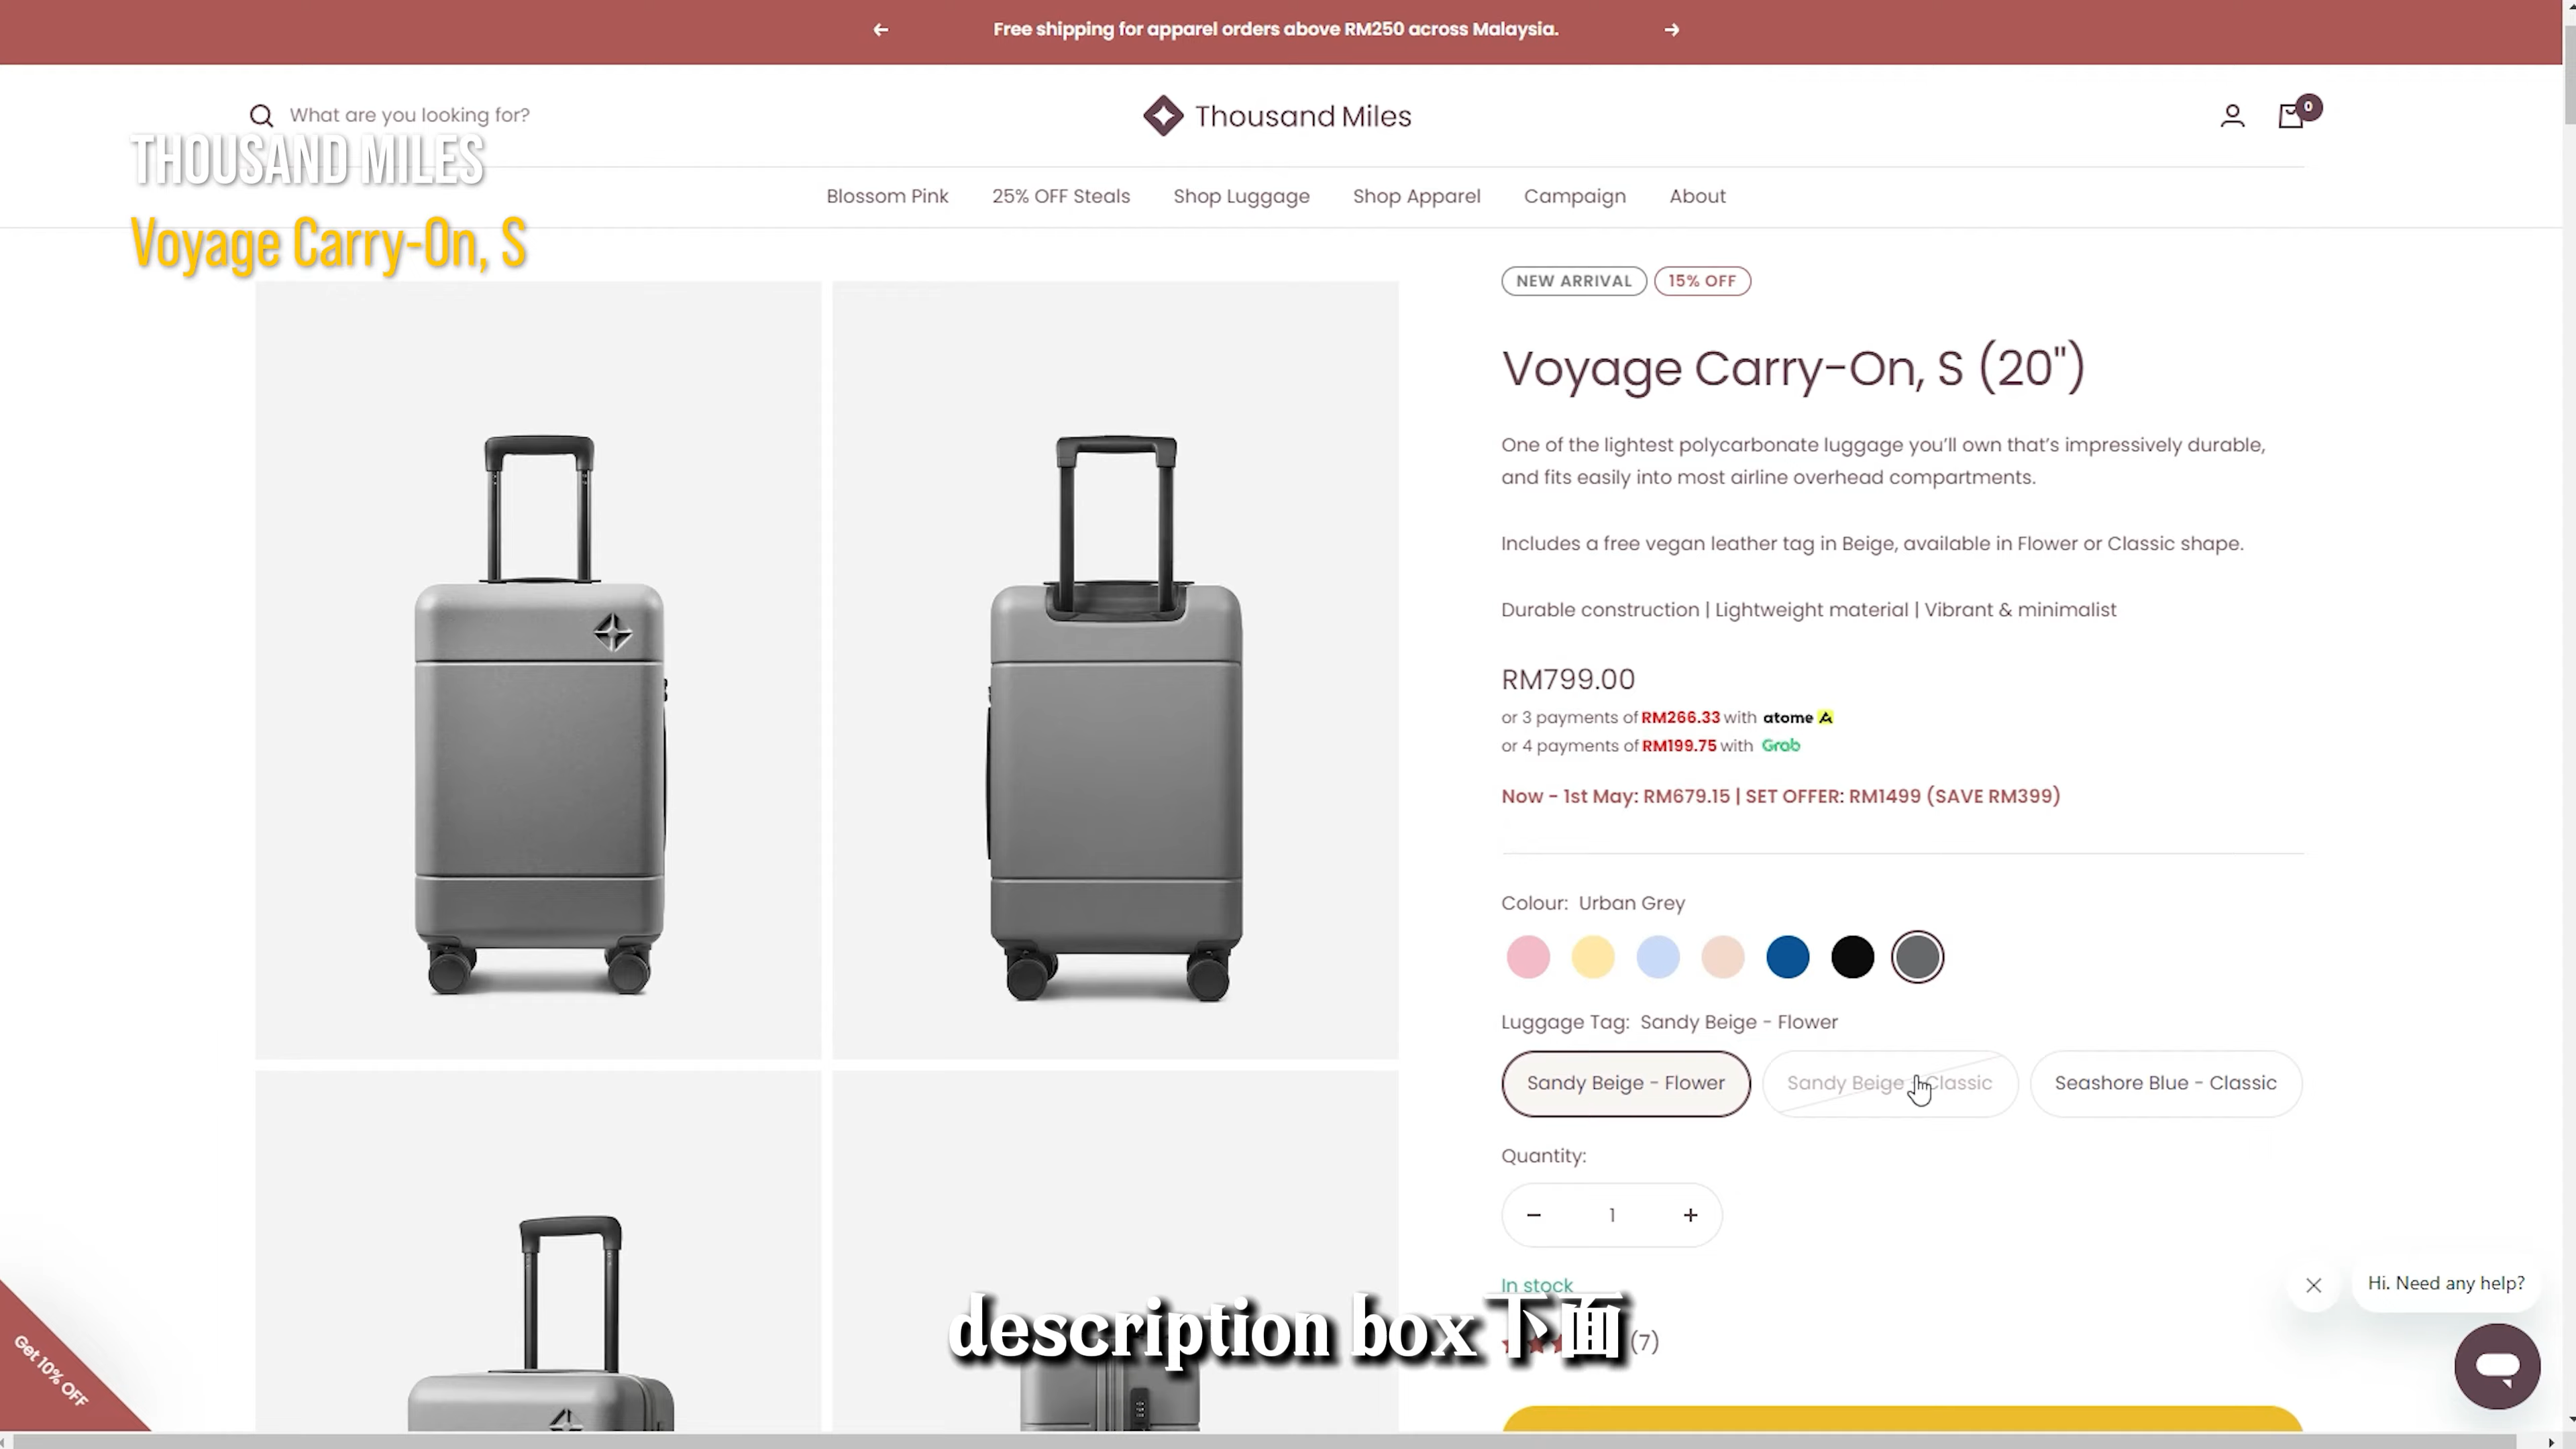 Free shipping for apparel orders above RM250 across Malaysia.
What are you looking for?
Thousand Miles
0
THOUSAND MILES
Voyage Carry-On, S
Blossom Pink
25% OFF Steals
Shop Luggage
Shop Apparel
Campaign
About
NEW ARRIVAL
15% OFF
Voyage Carry-On, S (20")
One of the lightest polycarbonate luggage you'll own that's impressively durable,
and fits easily into most airline overhead compartments.
Includes a free vegan leather tag in Beige, available in Flower or Classic shape.
Durable construction | Lightweight material | Vibrant & minimalist
RM799.00
or 3 payments of RM266.33 with atome
or 4 payments of RM199.75 with Grab
Now - 1st May: RM679.15 | SET OFFER: RM1499 (SAVE RM399)
Colour: Urban Grey
Luggage Tag: Sandy Beige - Flower
Sandy Beige - Flower
Sandy Beige - Classic
Seashore Blue - Classic
Quantity:
1
In stock
(7)
Hi. Need any help?
Get 10% OFF
description box下面